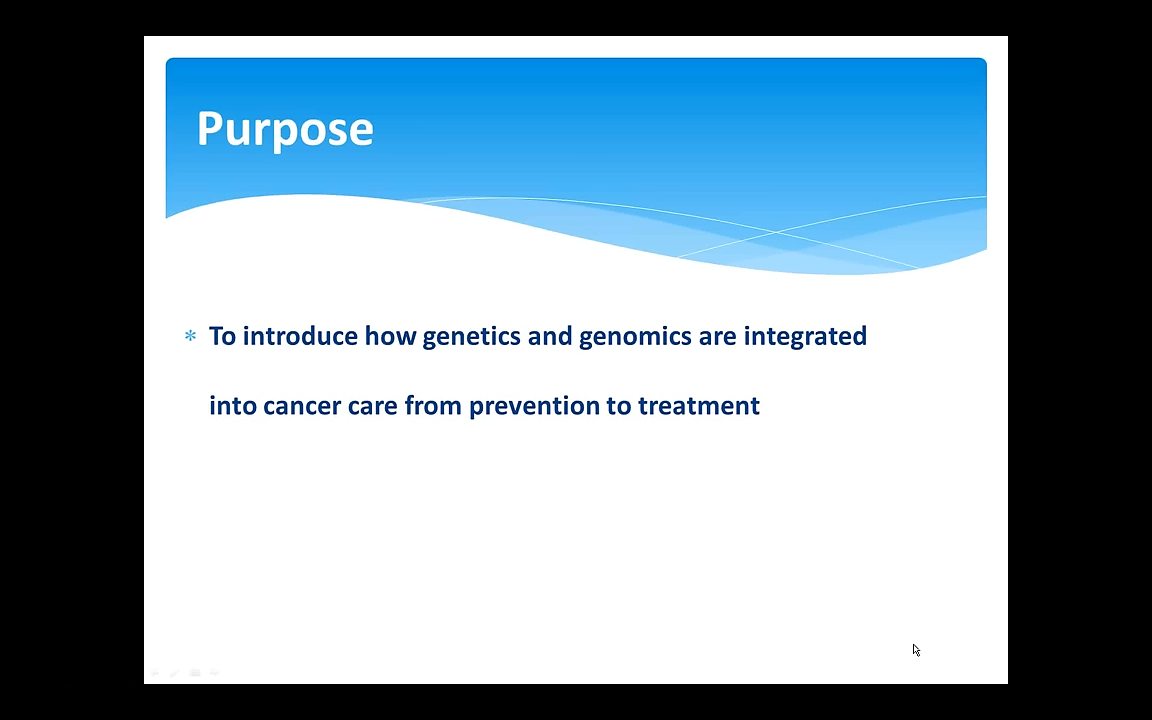 Purpose
* To introduce how genetics and genomics are integrated
into cancer care from prevention to treatment